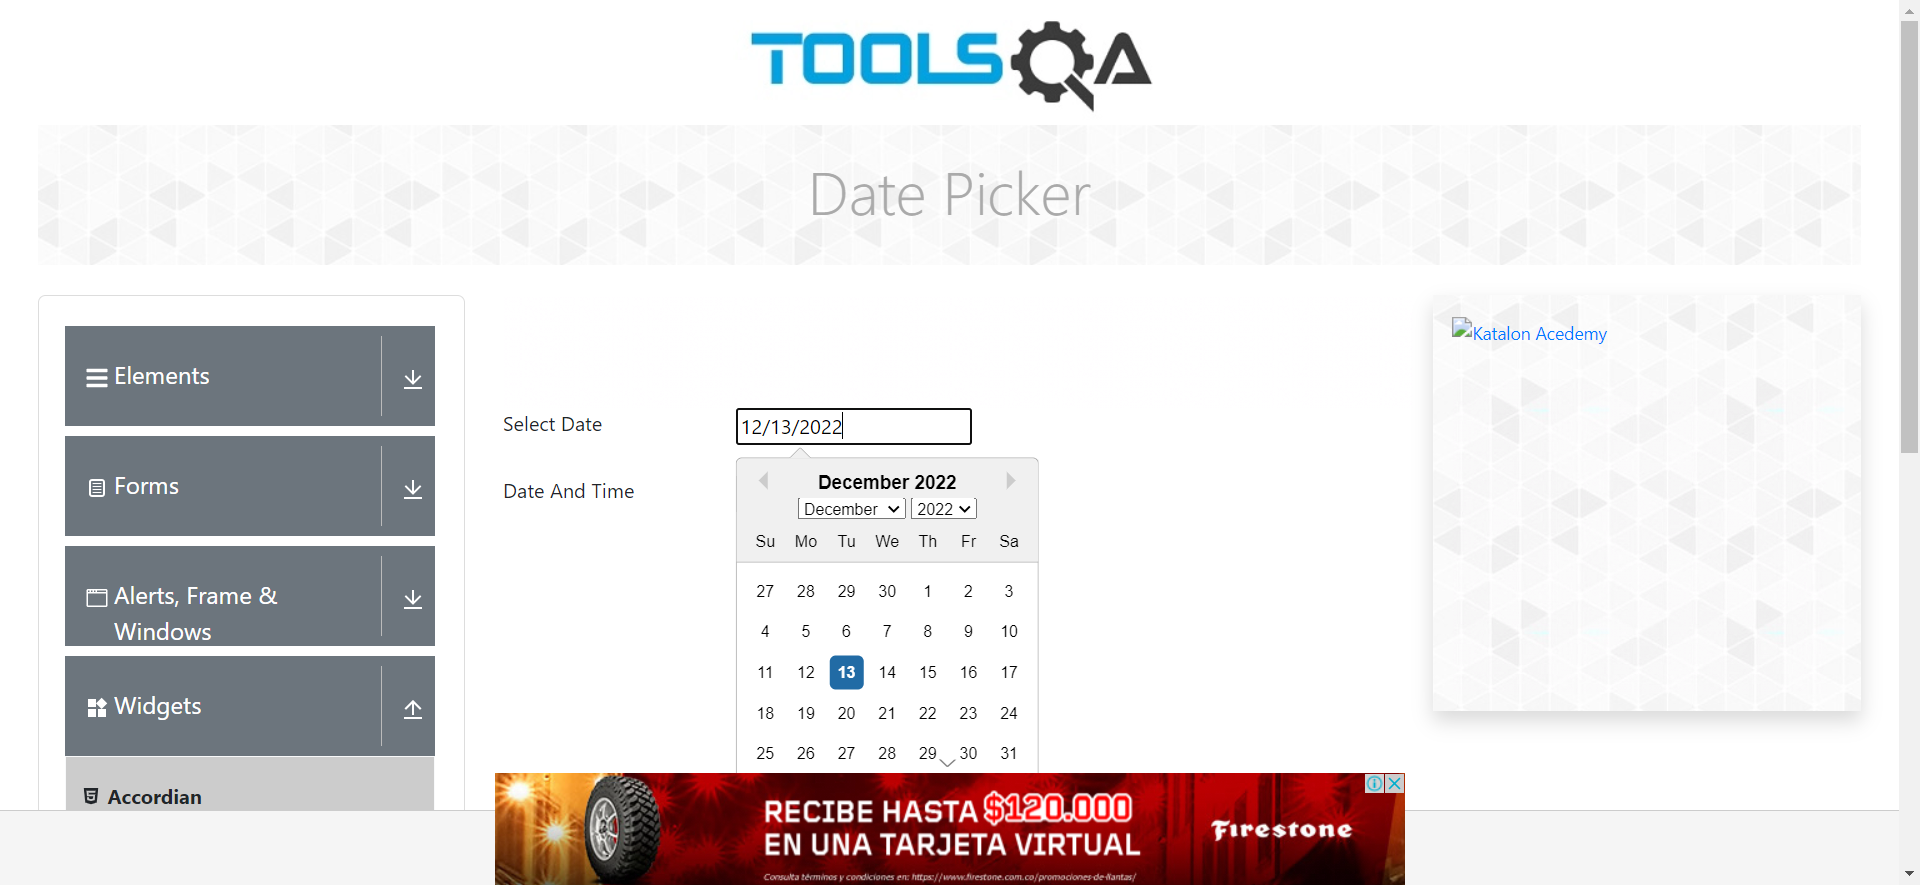 TOOLSQA
Date Picker
Elements
Forms
Alerts, Frame &
Windows
Widgets
Accordian
Select Date
12/13/2022
Date And Time
December 2022
December 2022
Su Mo Tu We Th Fr Sa
27 28 29 30 1 2 3
4 5 6 7 8 9 10
11 12 13 14 15 16 17
18 19 20 21 22 23 24
25 26 27 28 29 30 31
Katalon Acedemy
RECIBE HASTA $120.000
EN UNA TARJETA VIRTUAL
Consulta términos y condiciones en: https://www.firestone.com.co/promociones-de-llantas/
Firestone